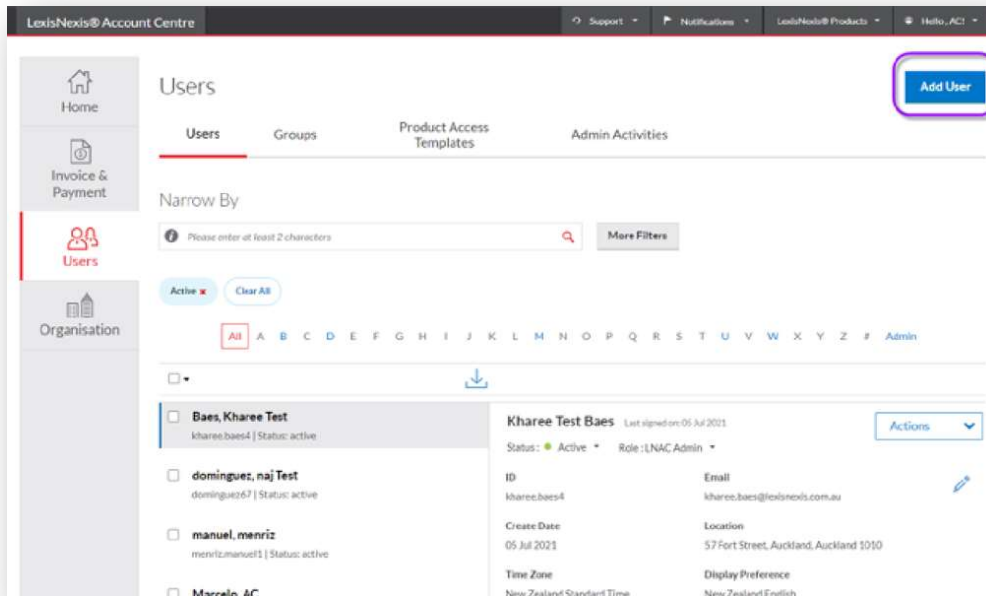 LexisNexis® Account Centre
Support
Notifications
LexisNexis® Products
Hello, AC!
Home
Invoice &
Payment
Users
Organisation
Users
Add User
Users
Groups
Product Access
Templates
Admin Activities
Narrow By
Please enter at least 2 characters
More Filters
Active x
Clear All
All A B C D E F G H I J K L M N O P Q R S T U V W X Y Z # Admin
Baes, Kharee Test
kharee.baes4 | Status: active
dominguez, naj Test
dominguez67 | Status: active
manuel, menriz
menriz.manuel1 | Status: active
Marcelo, AC
Kharee Test Baes Last signed on: 05 Jul 2021
Actions
Status: Active Role: LNAC Admin
ID
kharee.baes4
Email
kharee.baes@lexisnexis.com.au
Create Date
05 Jul 2021
Location
57 Fort Street, Auckland, Auckland 1010
Time Zone
New Zealand Standard Time
Display Preference
New Zealand English